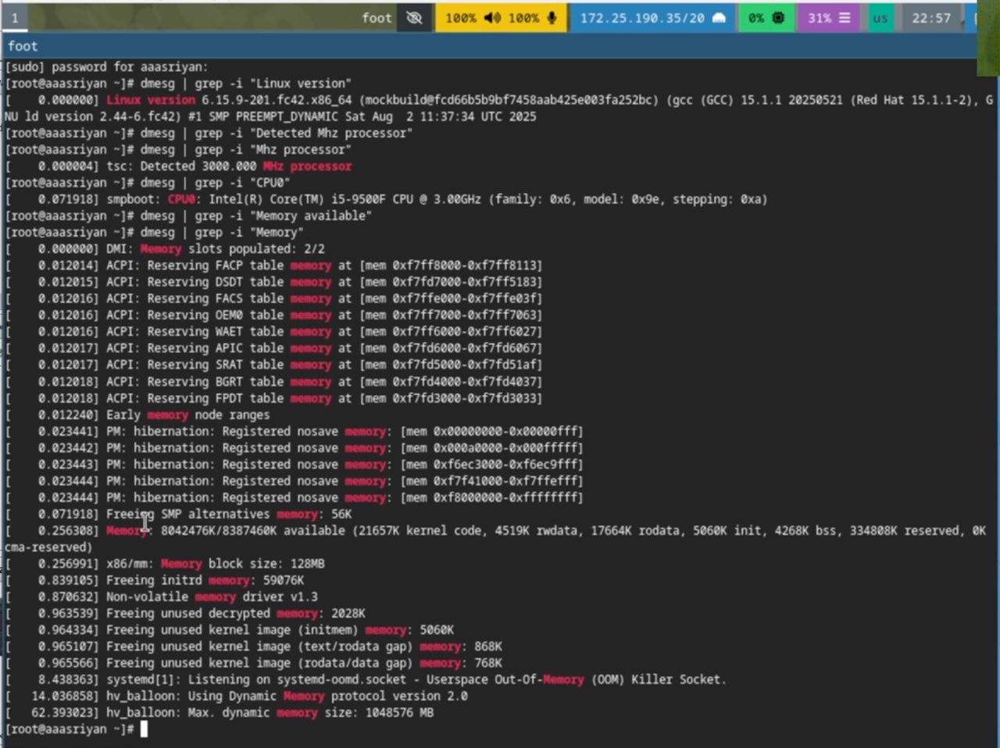 1 foot 100% 100% 172.25.190.35/20 0% 31% us 22:57
foot
[sudo] password for aaasriyan:
[root@aaasriyan ~]# dmesg | grep -i "Linux version"
[    0.000000] Linux version 6.15.9-201.fc42.x86_64 (mockbuild@fcd66b5b9bf7458aab425e003fa252bc) (gcc (GCC) 15.1.1 20250521 (Red Hat 15.1.1-2), G
NU ld version 2.44-6.fc42) #1 SMP PREEMPT_DYNAMIC Sat Aug  2 11:37:34 UTC 2025
[root@aaasriyan ~]# dmesg | grep -i "Detected Mhz processor"
[root@aaasriyan ~]# dmesg | grep -i "Mhz processor"
[    0.000004] tsc: Detected 3000.000 MHz processor
[root@aaasriyan ~]# dmesg | grep -i "CPU0"
[    0.071918] smpboot: CPU0: Intel(R) Core(TM) i5-9500F CPU @ 3.00GHz (family: 0x6, model: 0x9e, stepping: 0xa)
[root@aaasriyan ~]# dmesg | grep -i "Memory available"
[root@aaasriyan ~]# dmesg | grep -i "Memory"
[    0.000000] DMI: Memory slots populated: 2/2
[    0.012014] ACPI: Reserving FACP table memory at [mem 0xf7ff8000-0xf7ff8113]
[    0.012015] ACPI: Reserving DSDT table memory at [mem 0xf7fd7000-0xf7ff5183]
[    0.012016] ACPI: Reserving FACS table memory at [mem 0xf7ffe000-0xf7ffe03f]
[    0.012016] ACPI: Reserving OEM0 table memory at [mem 0xf7ff7000-0xf7ff7063]
[    0.012016] ACPI: Reserving WAET table memory at [mem 0xf7ff6000-0xf7ff6027]
[    0.012017] ACPI: Reserving APIC table memory at [mem 0xf7fd6000-0xf7fd6067]
[    0.012017] ACPI: Reserving SRAT table memory at [mem 0xf7fd5000-0xf7fd51af]
[    0.012018] ACPI: Reserving BGRT table memory at [mem 0xf7fd4000-0xf7fd4037]
[    0.012018] ACPI: Reserving FPDT table memory at [mem 0xf7fd3000-0xf7fd3033]
[    0.012240] Early memory node ranges
[    0.023441] PM: hibernation: Registered nosave memory: [mem 0x00000000-0x00000fff]
[    0.023442] PM: hibernation: Registered nosave memory: [mem 0x000a0000-0x000fffff]
[    0.023443] PM: hibernation: Registered nosave memory: [mem 0xf6ec3000-0xf6ec9fff]
[    0.023444] PM: hibernation: Registered nosave memory: [mem 0xf7f41000-0xf7ffefff]
[    0.023444] PM: hibernation: Registered nosave memory: [mem 0xf8000000-0xffffffff]
[    0.071918] Freeing SMP alternatives memory: 56K
[    0.256308] Memory: 8042476K/8387460K available (21657K kernel code, 4519K rwdata, 17664K rodata, 5060K init, 4268K bss, 334808K reserved, 0K
cma-reserved)
[    0.256991] x86/mm: Memory block size: 128MB
[    0.839105] Freeing initrd memory: 59076K
[    0.870632] Non-volatile memory driver v1.3
[    0.963539] Freeing unused decrypted memory: 2028K
[    0.964334] Freeing unused kernel image (initmem) memory: 5060K
[    0.965107] Freeing unused kernel image (text/rodata gap) memory: 868K
[    0.965566] Freeing unused kernel image (rodata/data gap) memory: 768K
[    8.438363] systemd[1]: Listening on systemd-oomd.socket - Userspace Out-Of-Memory (OOM) Killer Socket.
[   14.036858] hv_balloon: Using Dynamic Memory protocol version 2.0
[   62.393023] hv_balloon: Max. dynamic memory size: 1048576 MB
[root@aaasriyan ~]#